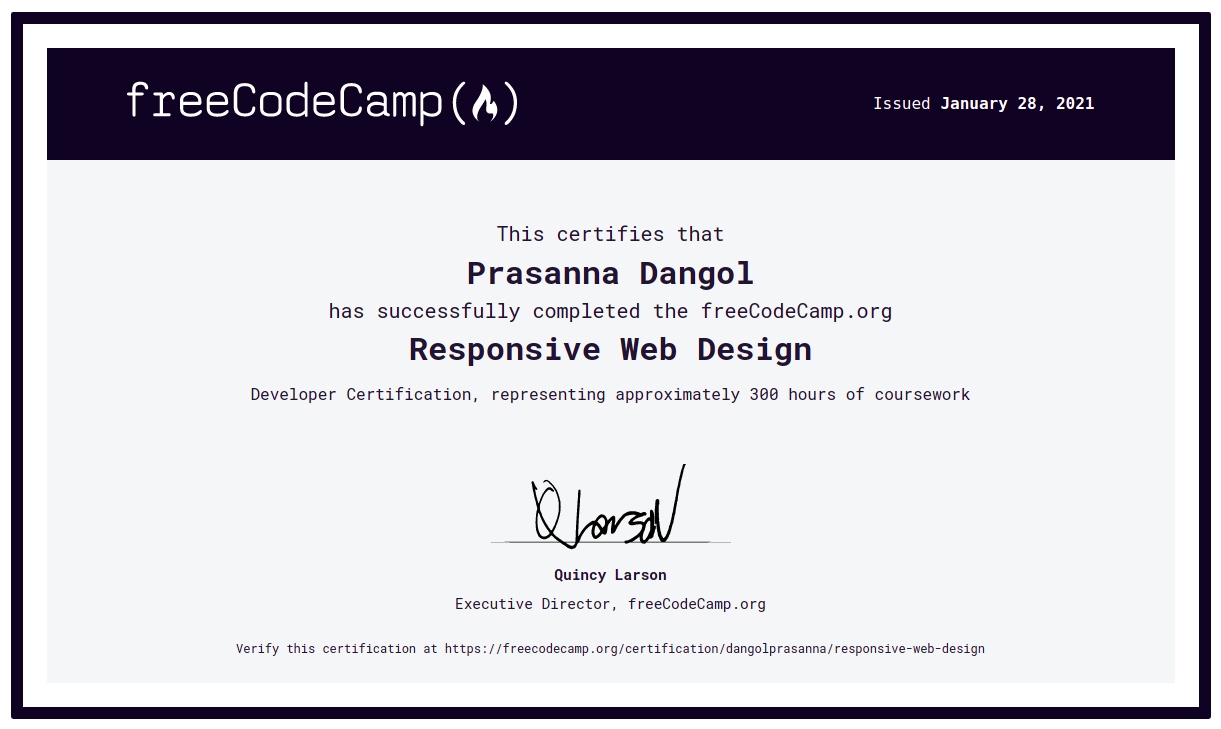 freeCodeCamp(🔥)
Issued January 28, 2021
This certifies that
Prasanna Dangol
has successfully completed the freeCodeCamp.org
Responsive Web Design
Developer Certification, representing approximately 300 hours of coursework
Q Larson
Quincy Larson
Executive Director, freeCodeCamp.org
Verify this certification at https://freecodecamp.org/certification/dangolprasanna/responsive-web-design